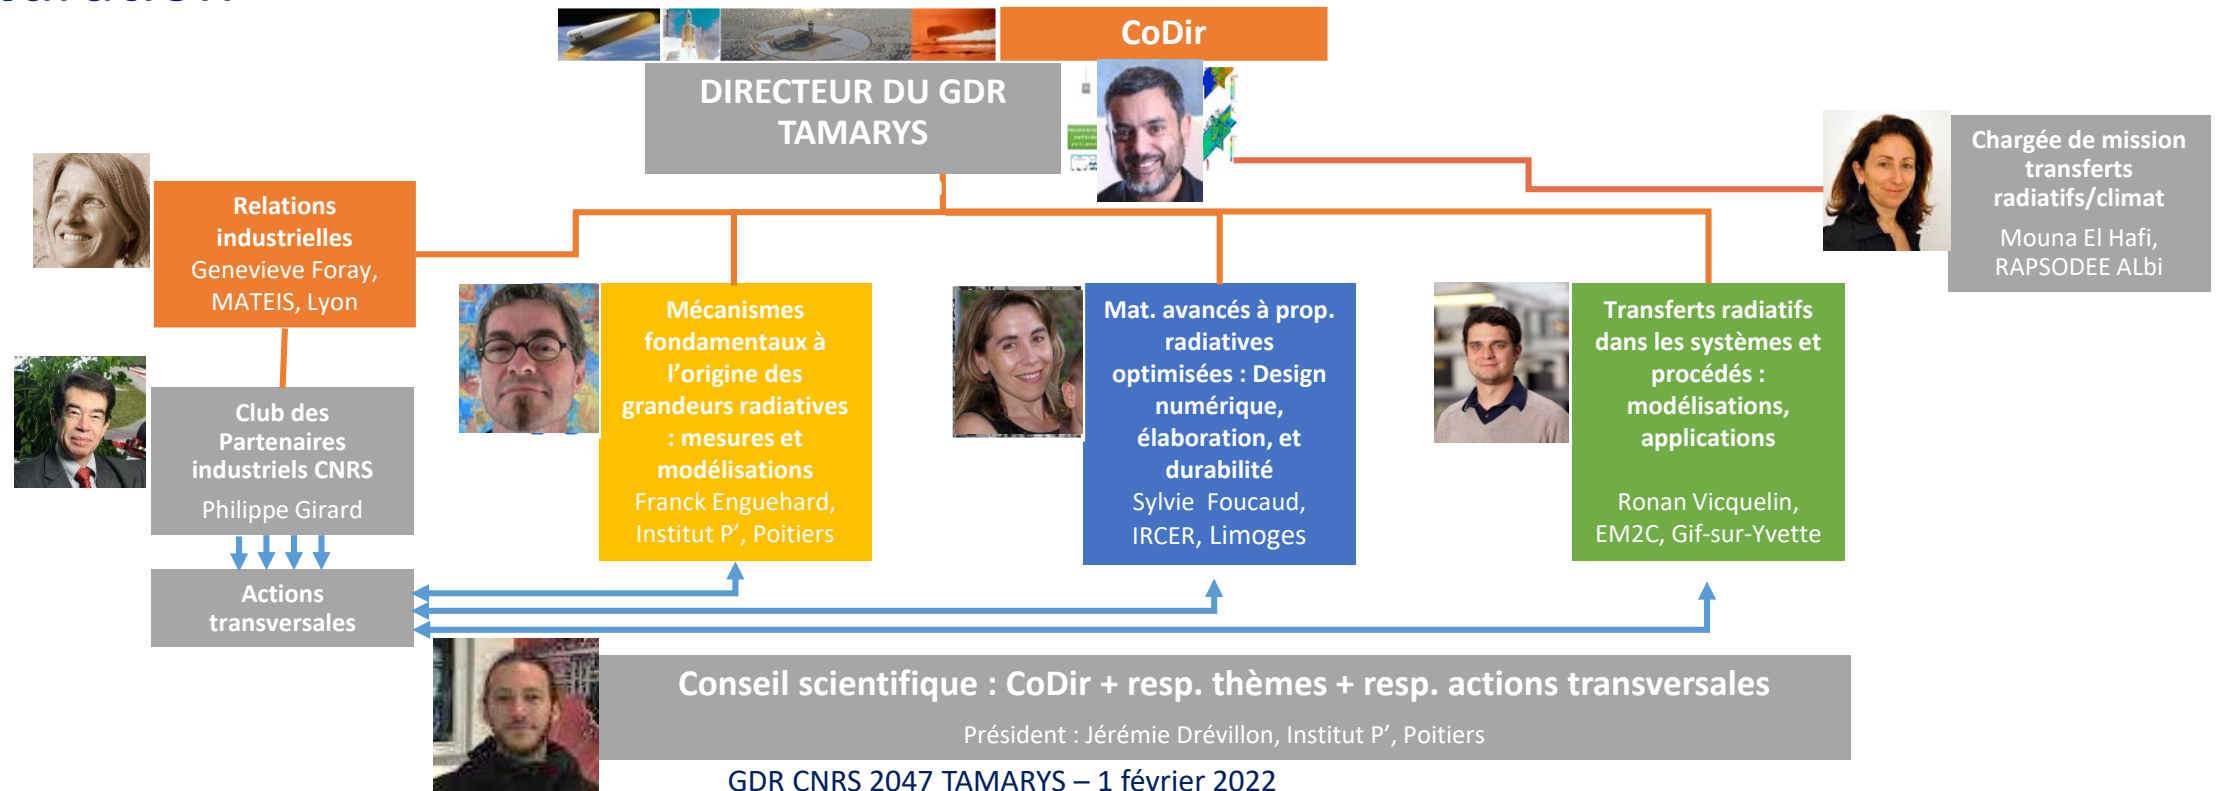 CoDir
DIRECTEUR DU GDR
TAMARYS
Chargée de mission
transferts
radiatifs/climat
Mouna El Hafi,
RAPSODEE ALbi
Relations
industrielles
Genevieve Foray,
MATEIS, Lyon
Mécanismes
fondamentaux à
l’origine des
grandeurs radiatives
: mesures et
modélisations
Franck Enguehard,
Institut P’, Poitiers
Mat. avancés à prop.
radiatives
optimisées : Design
numérique,
élaboration, et
durabilité
Sylvie  Foucaud,
IRCER, Limoges
Transferts radiatifs
dans les systèmes et
procédés :
modélisations,
applications
Ronan Vicquelin,
EM2C, Gif-sur-Yvette
Club des
Partenaires
industriels CNRS
Philippe Girard
Actions
transversales
Conseil scientifique : CoDir + resp. thèmes + resp. actions transversales
Président : Jérémie Drévillon, Institut P’, Poitiers
GDR CNRS 2047 TAMARYS – 1 février 2022